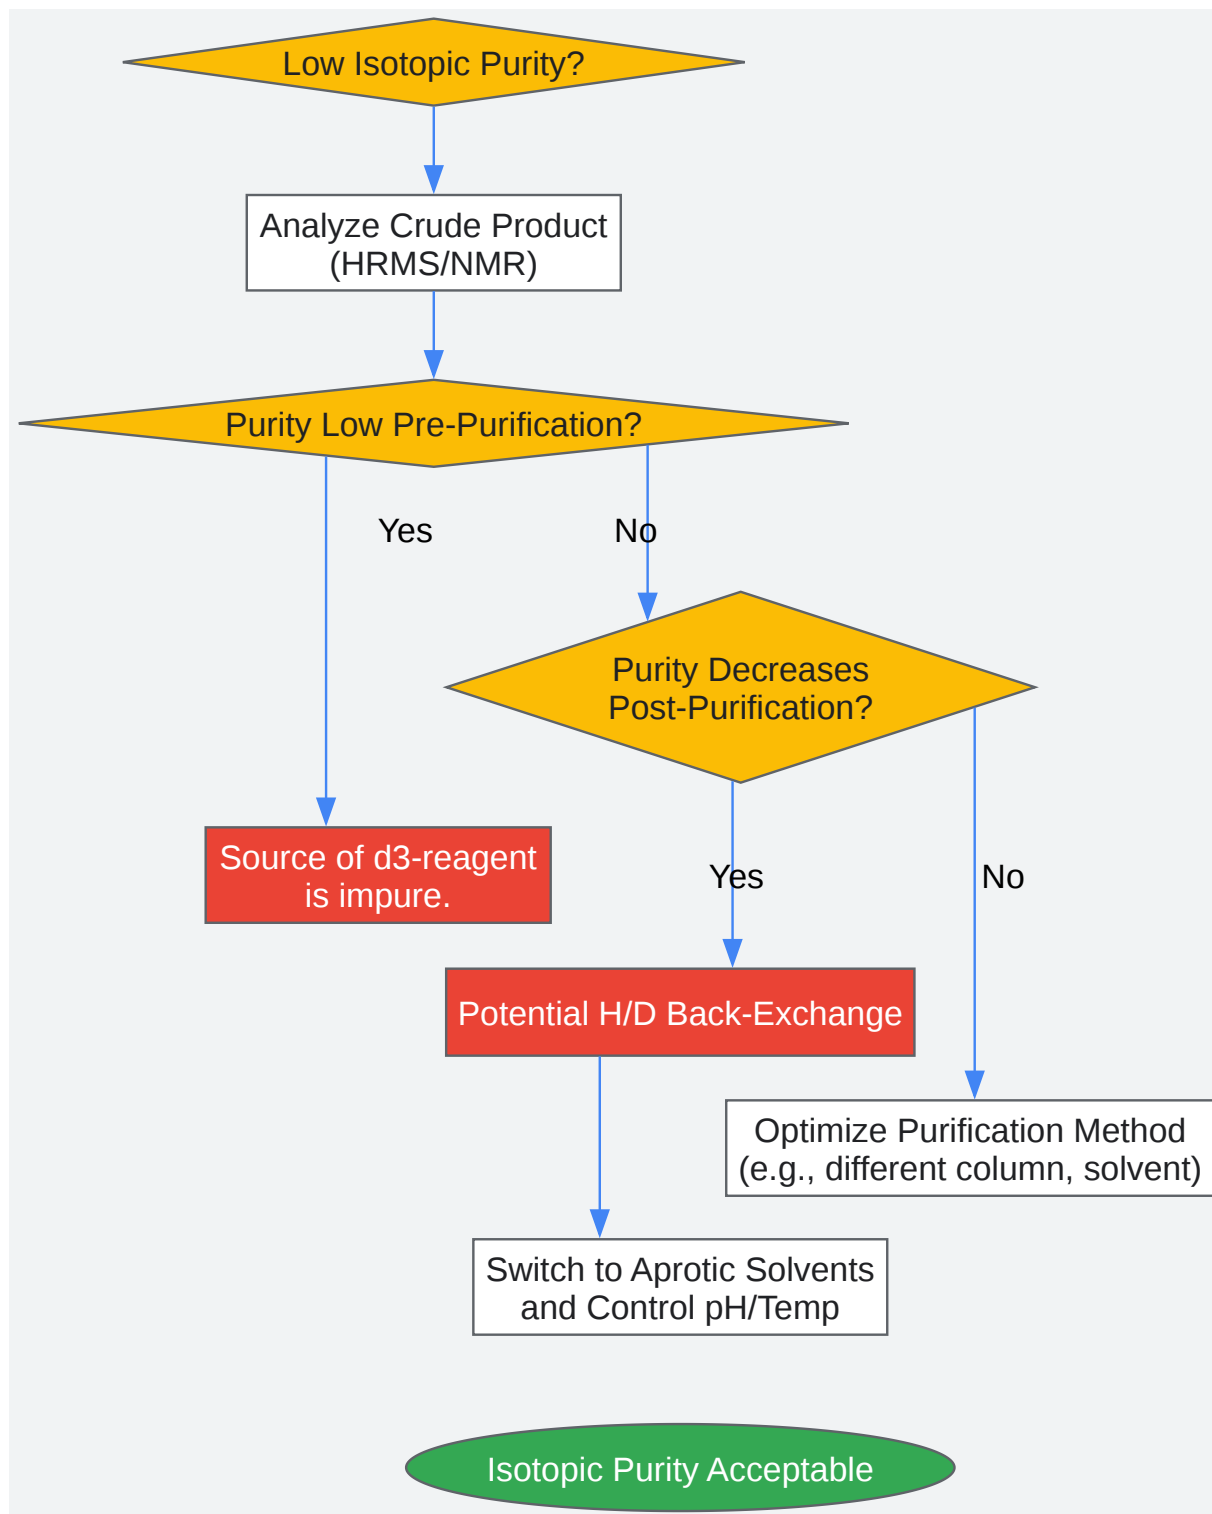 Low Isotopic Purity?
Analyze Crude Product
(HRMS/NMR)
Purity Low Pre-Purification?
Yes
No
Purity Decreases
Post-Purification?
Source of d3-reagent
is impure.
Yes
No
Potential H/D Back-Exchange
Optimize Purification Method
(e.g., different column, solvent)
Switch to Aprotic Solvents
and Control pH/Temp
Isotopic Purity Acceptable